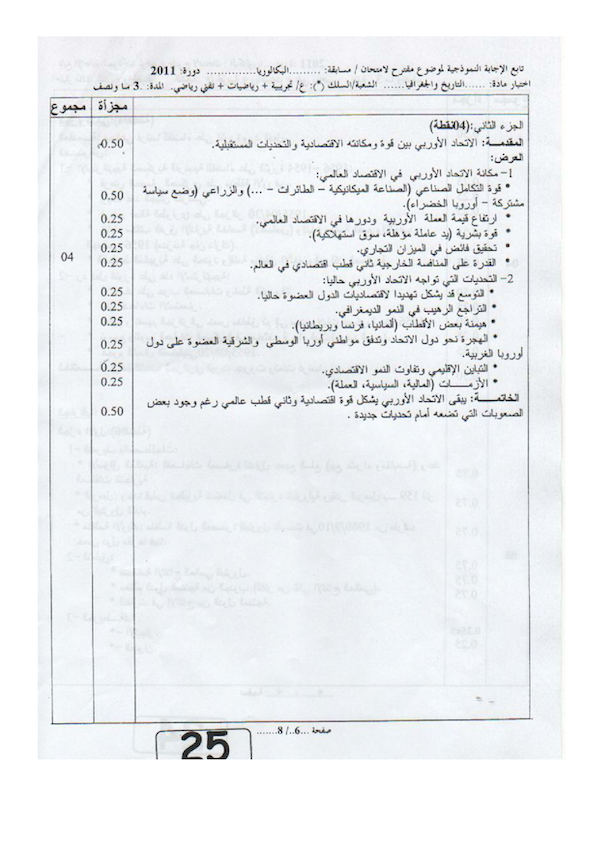 تابع الإجابة النموذجية لموضوع مقترح لامتحان / مسابقة: .........البكالوريا.............. دورة: 2011
اختبار مادة: ......التاريخ والجغرافيا...... الشعبة/السلك (*): ع/ تجريبية + رياضيات + تقني رياضي. المدة: 3 سا ونصف
مجزأة مجموع
الجزء الثاني: (04نقطة)
المقدمــة: الاتحاد الأوربي بين قوة ومكانته الاقتصادية والتحديات المستقبلية. 0.50
العرض:
1- مكانة الاتحاد الأوربي في الاقتصاد العالمي:
* قوة التكامل الصناعي (الصناعة الميكانيكية – الطائرات – ...) والزراعي (وضع سياسة 0.50
مشتركة – أوروبا الخضراء).
* ارتفاع قيمة العملة الأوربية ودورها في الاقتصاد العالمي. 0.25
* قوة بشرية (يد عاملة مؤهلة، سوق استهلاكية). 0.25
* تحقيق فائض في الميزان التجاري. 0.25
* القدرة على المنافسة الخارجية ثاني قطب اقتصادي في العالم. 0.25 04
2- التحديات التي تواجه الاتحاد الأوربي حاليا:
* التوسع قد يشكل تهديدا لاقتصاديات الدول العضوة حاليا. 0.25
* التراجع الرهيب في النمو الديمغرافي. 0.25
* هيمنة بعض الأقطاب (ألمانيا، فرنسا وبريطانيا). 0.25
* الهجرة نحو دول الاتحاد وتدفق مواطني أوربا الوسطى والشرقية العضوة على دول 0.25
أوروبا الغربية.
* التباين الإقليمي وتفاوت النمو الاقتصادي. 0.25
* الأزمــــات (المالية، السياسية، العملة). 0.25
الخاتمــــة: يبقى الاتحاد الأوربي يشكل قوة اقتصادية وثاني قطب عالمي رغم وجود بعض
الصعوبات التي تضعه أمام تحديات جديدة . 0.50
صفحة ...6../ 8.......
25